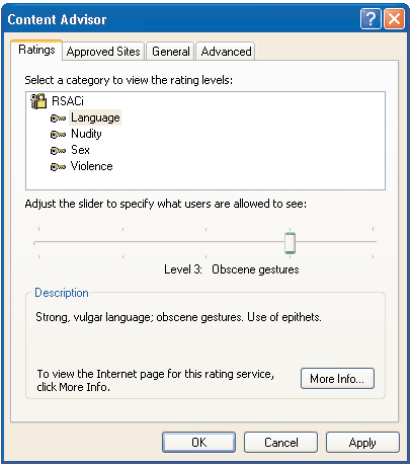 Content Advisor
Ratings Approved Sites General Advanced
Select a category to view the rating levels:
RSACi
Language
Nudity
Sex
Violence
Adjust the slider to specify what users are allowed to see:
Level 3: Obscene gestures
Description
Strong, vulgar language; obscene gestures. Use of epithets.
To view the Internet page for this rating service,
click More Info.
More Info...
OK Cancel Apply